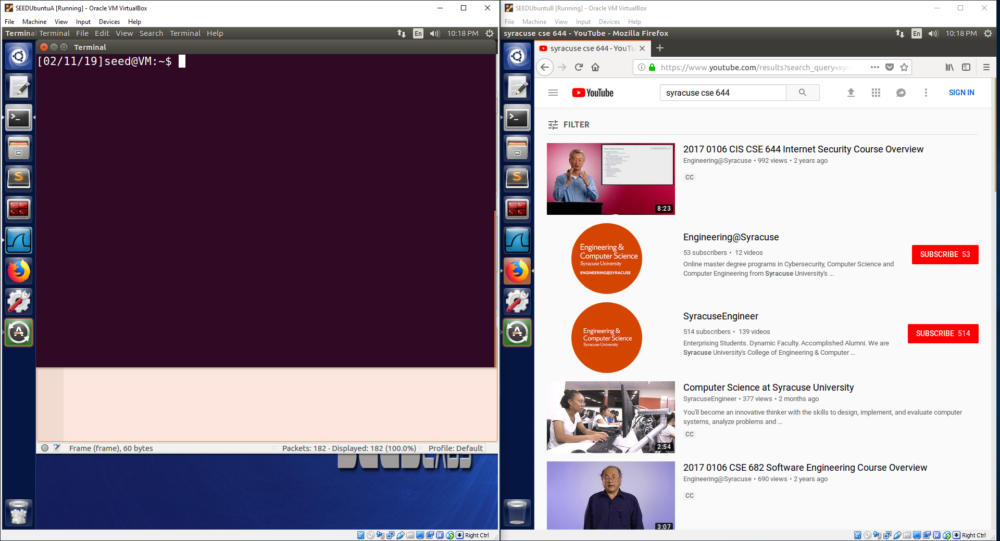 SEEDUbuntuA [Running] - Oracle VM VirtualBox
File Machine View Input Devices Help
Terminal Terminal File Edit View Search Terminal Help
En 10:18 PM
Terminal
[02/11/19]seed@VM:~$
Frame (frame), 60 bytes
Packets: 182 · Displayed: 182 (100.0%)
Profile: Default
Right Ctrl
SEEDUbuntuB [Running] - Oracle VM VirtualBox
File Machine View Input Devices Help
syracuse cse 644 - YouTube - Mozilla Firefox
En 10:18 PM
syracuse cse 644 - YouTu
https://www.youtube.com/results?search_query=syra
YouTube
syracuse cse 644
SIGN IN
FILTER
2017 0106 CIS CSE 644 Internet Security Course Overview
Engineering@Syracuse • 992 views • 2 years ago
CC
8:23
Engineering &
Computer Science
Syracuse University
ENGINEERING@SYRACUSE
Engineering@Syracuse
53 subscribers • 12 videos
Online master degree programs in Cybersecurity, Computer Science and
Computer Engineering from Syracuse University's ...
SUBSCRIBE 53
Engineering &
Computer Science
Syracuse University
SyracuseEngineer
514 subscribers • 139 videos
Enterprising Students. Dynamic Faculty. Accomplished Alumni. We are
Syracuse University's College of Engineering & Computer ...
SUBSCRIBE 514
Computer Science at Syracuse University
SyracuseEngineer • 377 views • 2 months ago
You'll become an innovative thinker with the skills to design, implement, and evaluate computer
systems, analyze problems and ...
CC
2:54
2017 0106 CSE 682 Software Engineering Course Overview
Engineering@Syracuse • 690 views • 2 years ago
CC
3:07
Right Ctrl